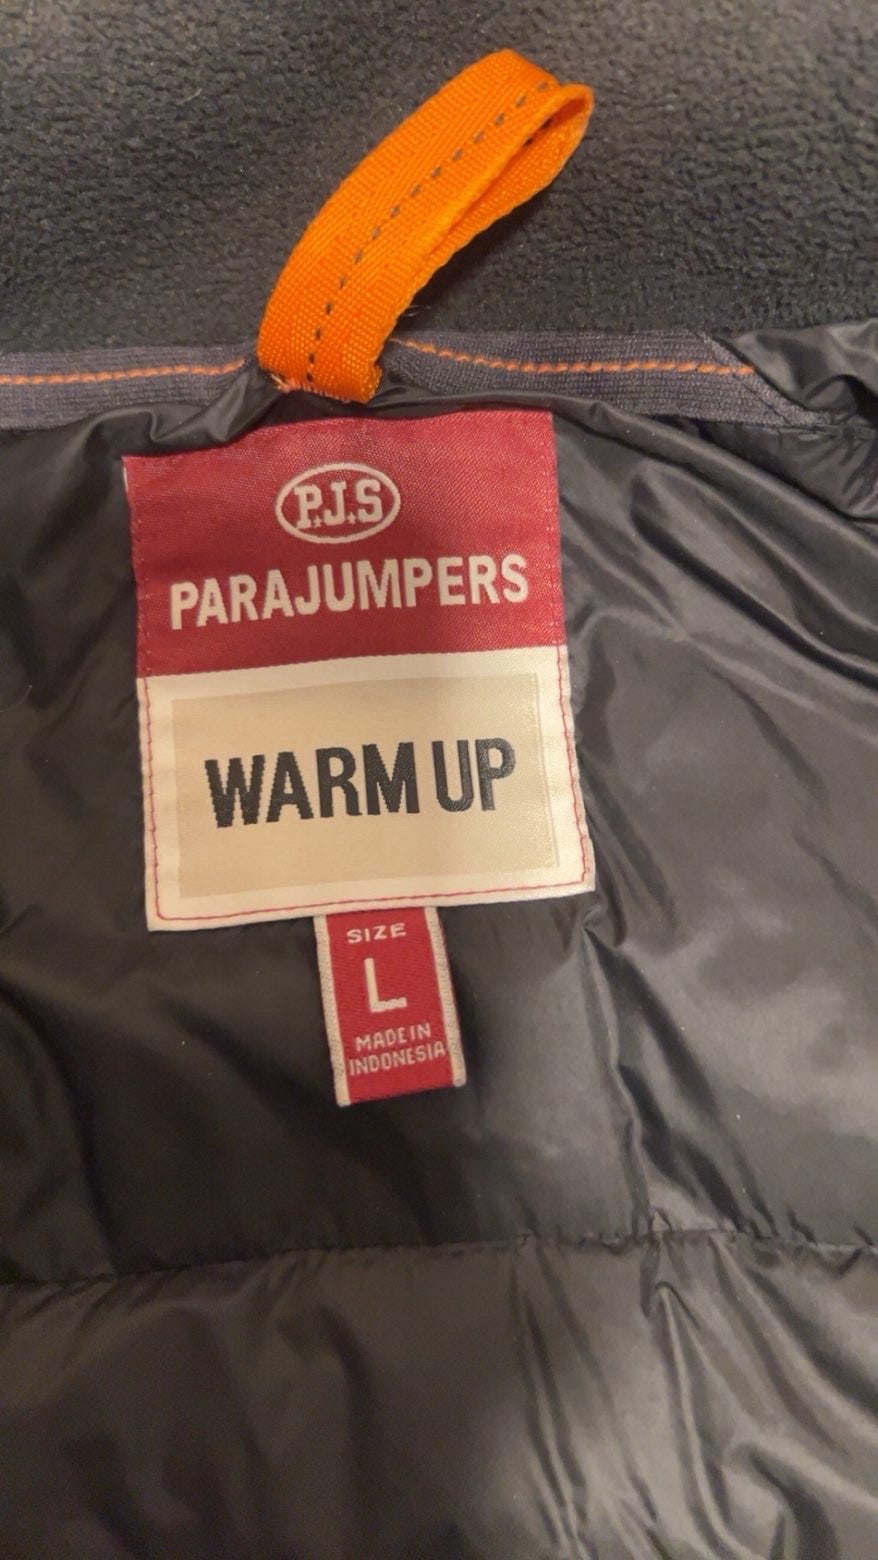 P.J.S
PARAJUMPERS
WARM UP
SIZE
L
MADE IN
INDONESIA